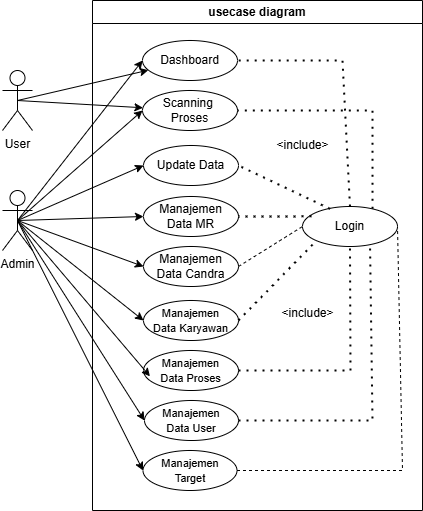 usecase diagram
Dashboard
Scanning
Proses
User
<include>
Update Data
Manajemen
Data MR
Login
Admin
Manajemen
Data Candra
Manajemen
Data Karyawan
<include>
Manajemen
Data Proses
Manajemen
Data User
Manajemen
Target